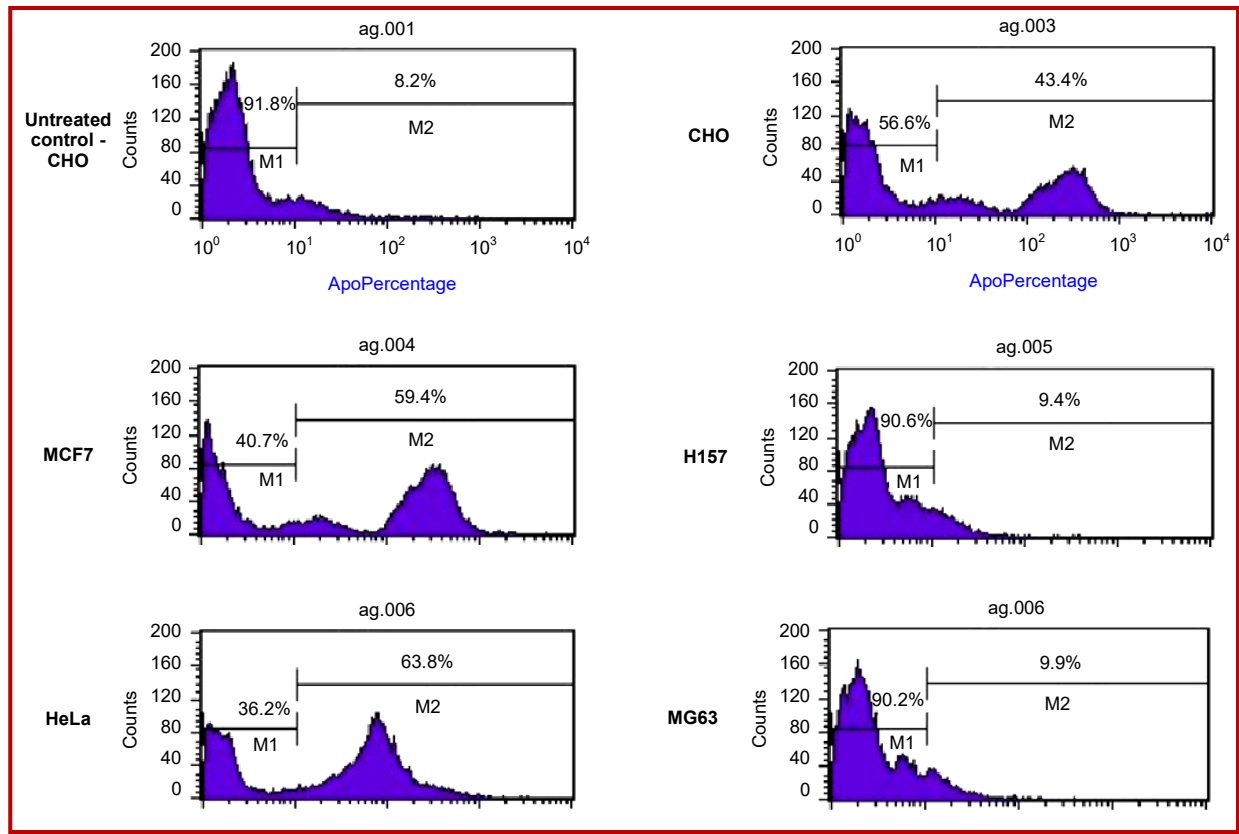 ag.001
Untreated
control -
CHO
Counts
200
160
120
80
40
0
91.8%
M1
8.2%
M2
10^0 10^1 10^2 10^3 10^4
ApoPercentage
ag.003
CHO
Counts
200
160
120
80
40
0
56.6%
M1
43.4%
M2
10^0 10^1 10^2 10^3 10^4
ApoPercentage
ag.004
MCF7
Counts
200
160
120
80
40
0
40.7%
M1
59.4%
M2
ag.005
H157
Counts
200
160
120
80
40
0
90.6%
M1
9.4%
M2
ag.006
HeLa
Counts
200
160
120
80
40
0
36.2%
M1
63.8%
M2
ag.006
MG63
Counts
200
160
120
80
40
0
90.2%
M1
9.9%
M2